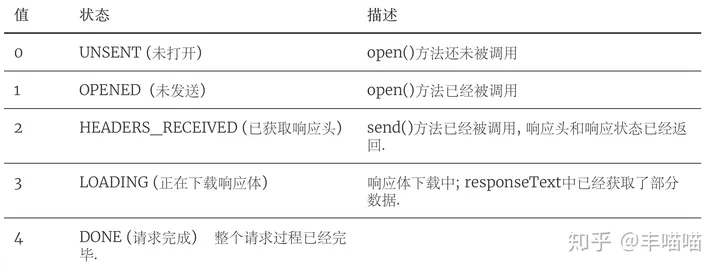 值 状态 描述
0 UNSENT (未打开) open()方法还未被调用
1 OPENED (未发送) open()方法已经被调用
2 HEADERS_RECEIVED (已获取响应头) send()方法已经被调用, 响应头和响应状态已经返
回.
3 LOADING (正在下载响应体) 响应体下载中; responseText中已经获取了部分
数据.
4 DONE (请求完成) 整个请求过程已经完
毕.
知乎 @丰喵喵